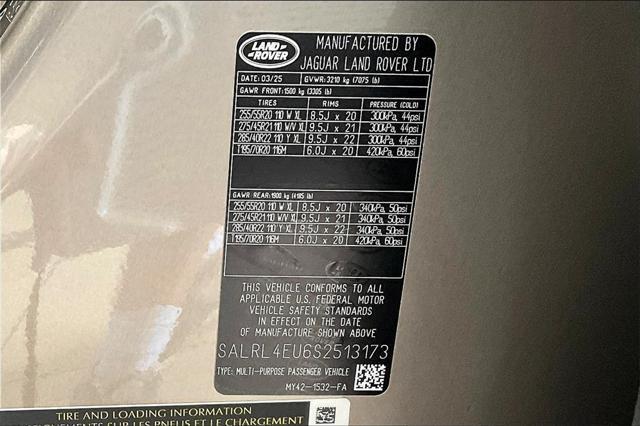 LAND ROVER
MANUFACTURED BY
JAGUAR LAND ROVER LTD
DATE: 03/25 GVWR: 3210 kg (7075 lb)
GAWR FRONT: 1500 kg (3305 lb)
TIRES RIMS PRESSURE (COLD)
255/55R20 110 W XL 8.5J x 20 300kPa, 44psi
275/45R21 110 W/V XL 9.5J x 21 300kPa, 44psi
285/40R22 110 Y XL 9.5J x 22 300kPa, 44psi
T195/70R20 116M 6.0J x 20 420kPa, 60psi
GAWR REAR: 1900 kg (4185 lb)
255/55R20 110 W XL 8.5J x 20 340kPa, 50psi
275/45R21 110 W/V XL 9.5J x 21 340kPa, 50psi
285/40R22 110 Y XL 9.5J x 22 340kPa, 50psi
T195/70R20 116M 6.0J x 20 420kPa, 60psi
THIS VEHICLE CONFORMS TO ALL
APPLICABLE U.S. FEDERAL MOTOR
VEHICLE SAFETY STANDARDS
IN EFFECT ON THE DATE
OF MANUFACTURE SHOWN ABOVE
SALRL4EU6S2513173
TYPE: MULTI-PURPOSE PASSENGER VEHICLE
MY42-1532-FA
TIRE AND LOADING INFORMATION
SUR LES PNEUS ET LE CHARGEMENT